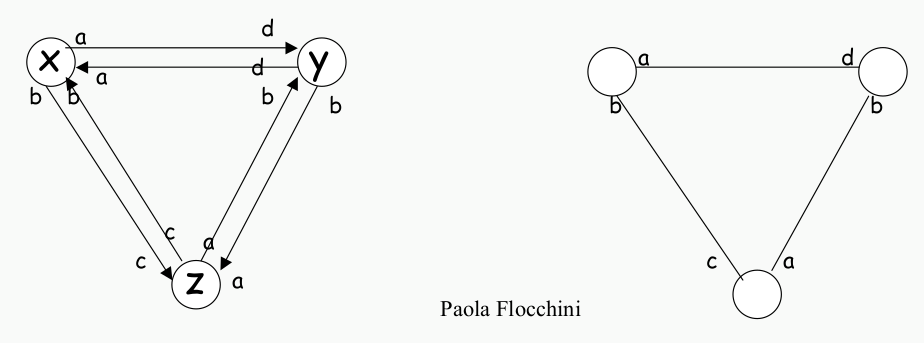 a d a d
x y
a d b b
b b b b
c a c a
c a
z
Paola Flocchini